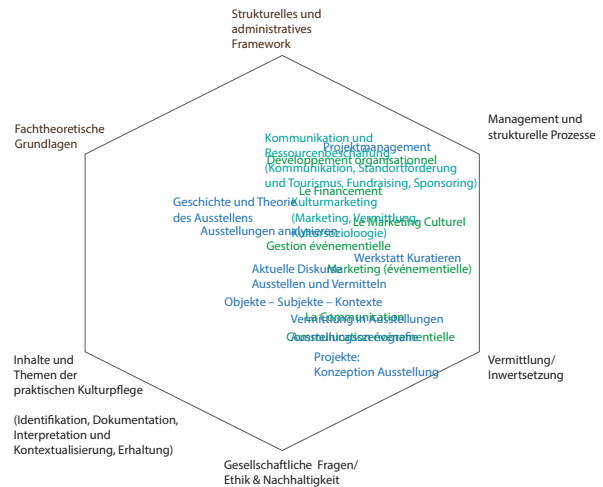 Strukturelles und
administratives
Framework
Fachtheoretische
Grundlagen
Management und
strukturelle Prozesse
Kommunikation und
Projektmanagement
Ressourcenbeschaffung
Développement organisationnel
(Kommunikation, Standortförderung
und Tourismus, Fundraising, Sponsoring)
Le Financement
Geschichte und Theorie
des Ausstellens
Kulturmarketing
(Marketing, Vermittlung,
Le Marketing Culturel
Ausstellungen analysieren
Kultursoziologie)
Gestion événementielle
Werkstatt Kuratieren
Aktuelle Diskurse
Marketing (événementielle)
Ausstellen und Vermitteln
Objekte – Subjekte – Kontexte
La Communication
Vermittlung in Ausstellungen
Communication événementielle
Ausstellungsszenografie
Projekte:
Konzeption Ausstellung
Inhalte und
Themen der
praktischen Kulturpflege
(Identifikation, Dokumentation,
Interpretation und
Kontextualisierung, Erhaltung)
Vermittlung/
Inwertsetzung
Gesellschaftliche Fragen/
Ethik & Nachhaltigkeit